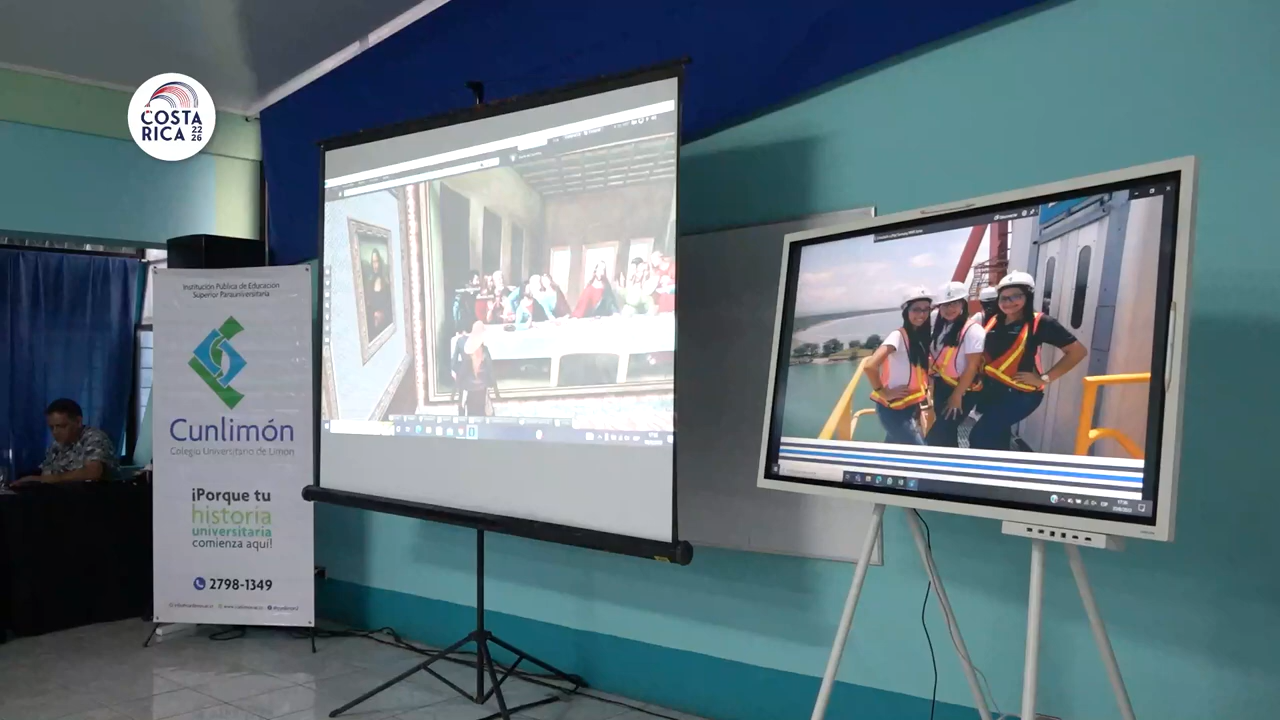 COSTA
RICA 22
26
Institución Pública de Educación
Superior Parauniversitaria
Cunlimón
Colegio Universitario de Limón
¡Porque tu
historia
universitaria
comienza aquí!
2798-1349